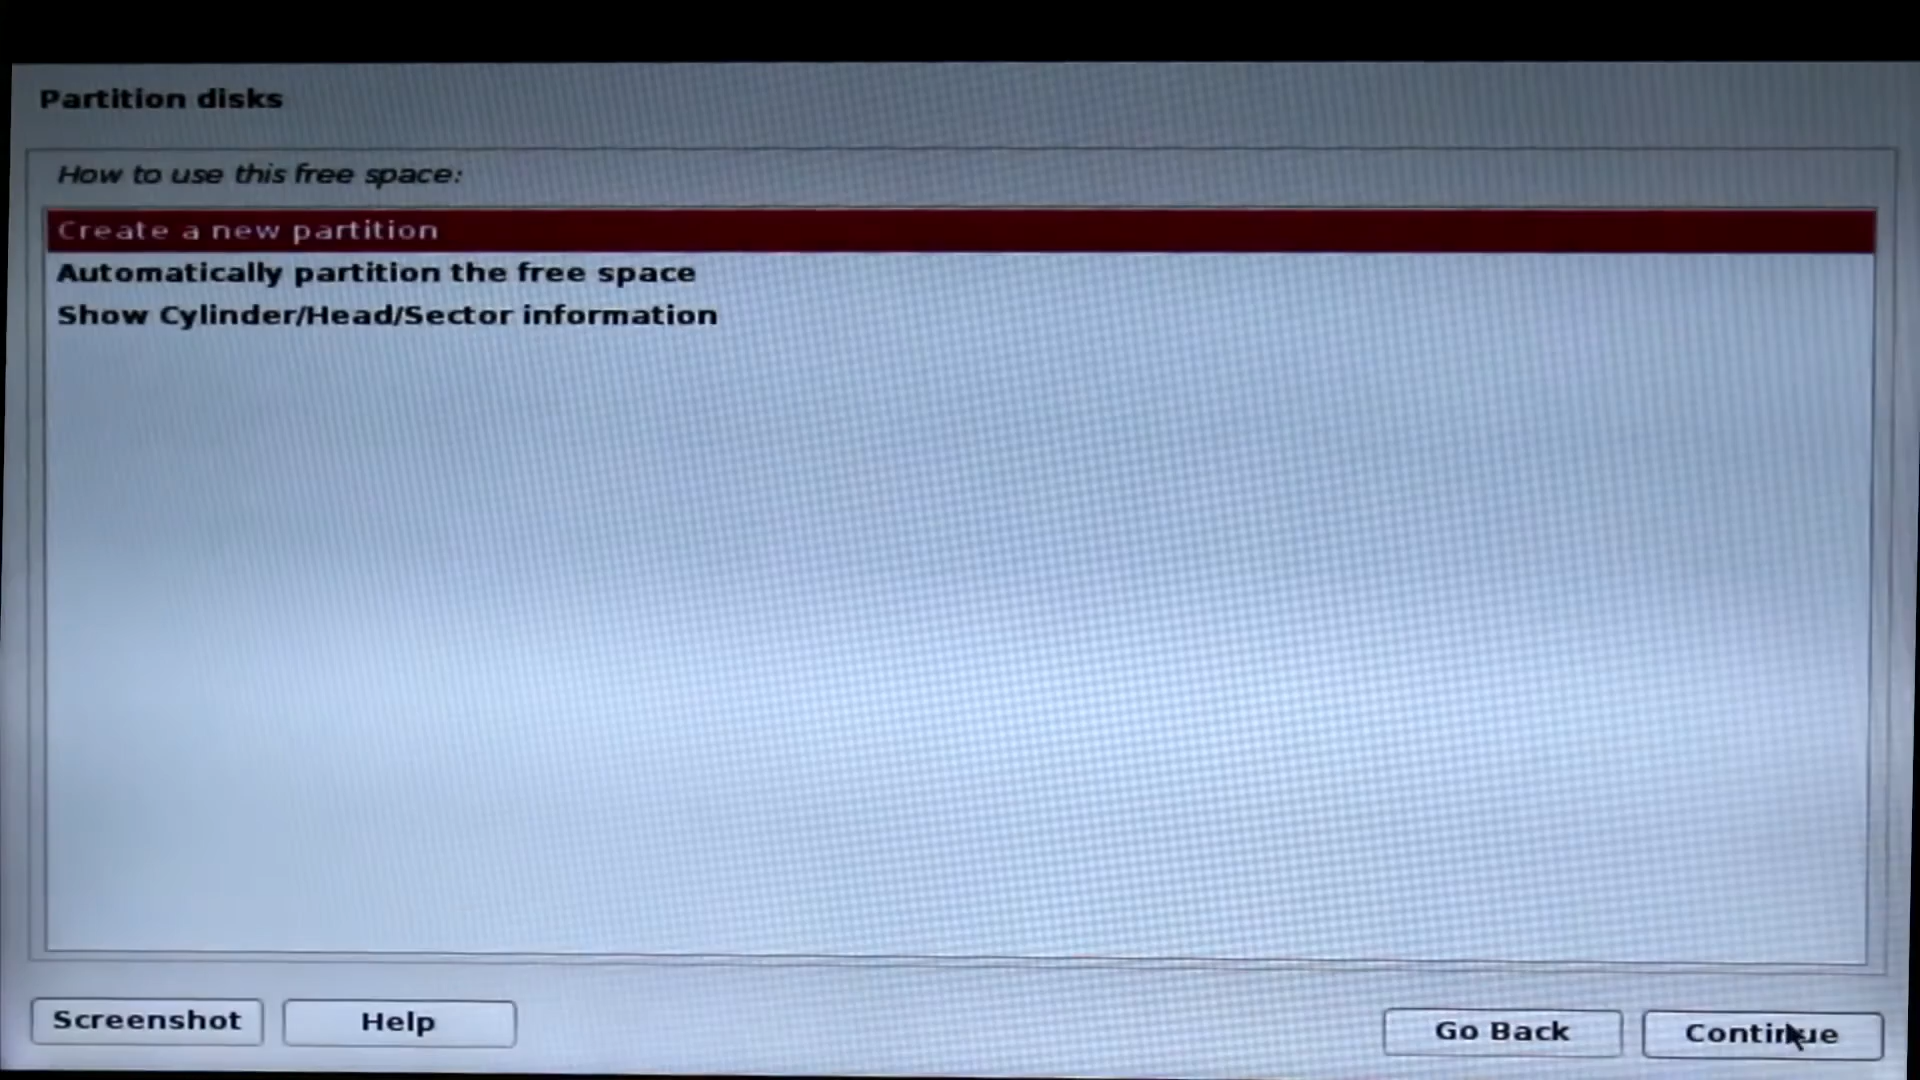 Partition disks
How to use this free space:
Create a new partition
Automatically partition the free space
Show Cylinder/Head/Sector information
Screenshot
Help
Go Back
Continue